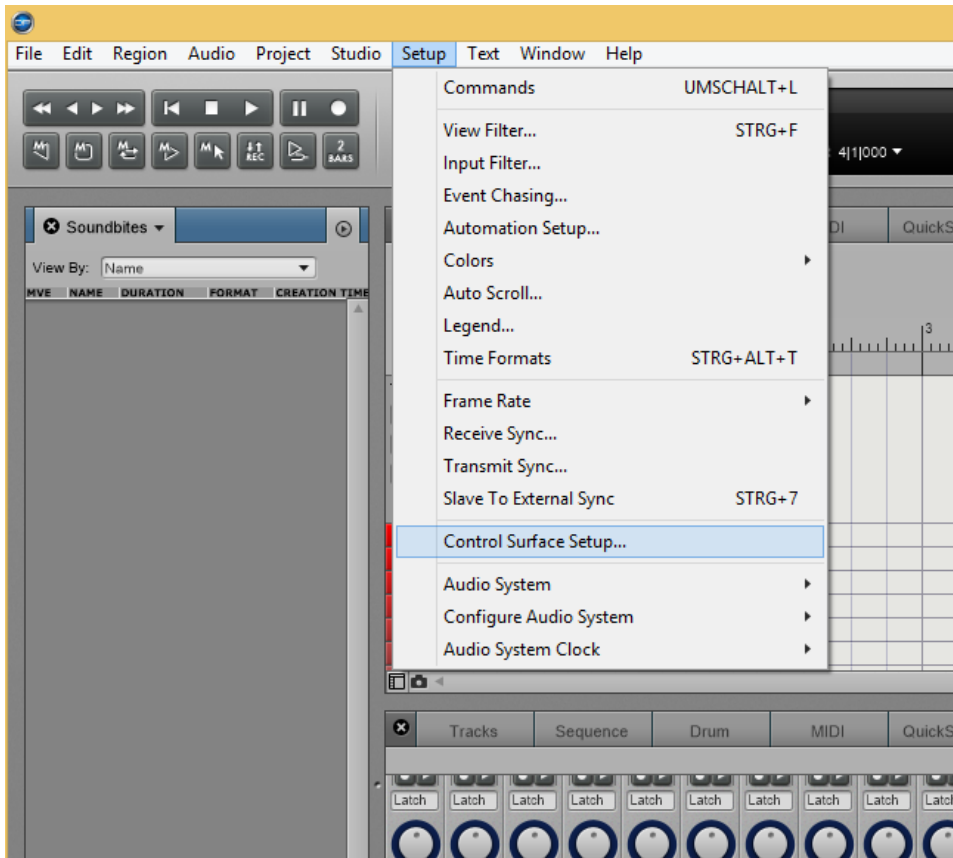 File Edit Region Audio Project Studio Setup Text Window Help
Commands UMSCHALT+L
View Filter... STRG+F
Input Filter...
Event Chasing...
Automation Setup...
Colors
Auto Scroll...
Legend...
Time Formats STRG+ALT+T
Frame Rate
Receive Sync...
Transmit Sync...
Slave To External Sync STRG+7
Control Surface Setup...
Audio System
Configure Audio System
Audio System Clock
M M M M M REC 2 BARS
4|1|000
Soundbites
DI QuickS
View By: Name
MVE NAME DURATION FORMAT CREATION TIME
3
Tracks Sequence Drum MIDI QuickS
Latch Latch Latch Latch Latch Latch Latch Latch Latch Latc